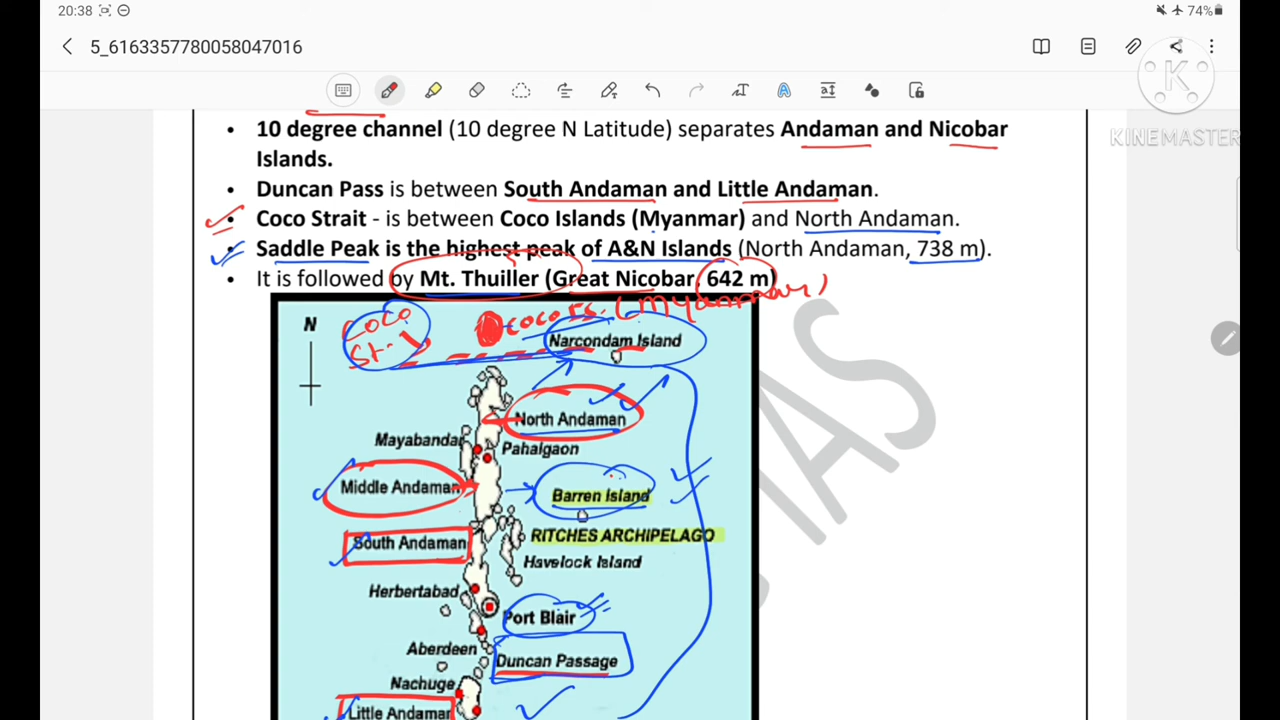 20:38
74%
5_6163357780058047016
K
KINEMASTER
10 degree channel (10 degree N Latitude) separates Andaman and Nicobar
Islands.
Duncan Pass is between South Andaman and Little Andaman.
Coco Strait - is between Coco Islands (Myanmar) and North Andaman.
Saddle Peak is the highest peak of A&N Islands (North Andaman, 738 m).
It is followed by Mt. Thuiller (Great Nicobar, 642 m)
N
Coco
St.
COCO Is. (Myanmar)
Narcondam Island
North Andaman
Mayabandar
Pahalgaon
Middle Andaman
Barren Island
South Andaman
RITCHES ARCHIPELAGO
Havelock Island
Herbertabad
Port Blair
Aberdeen
Duncan Passage
Nachuge
Little Andaman
IAS